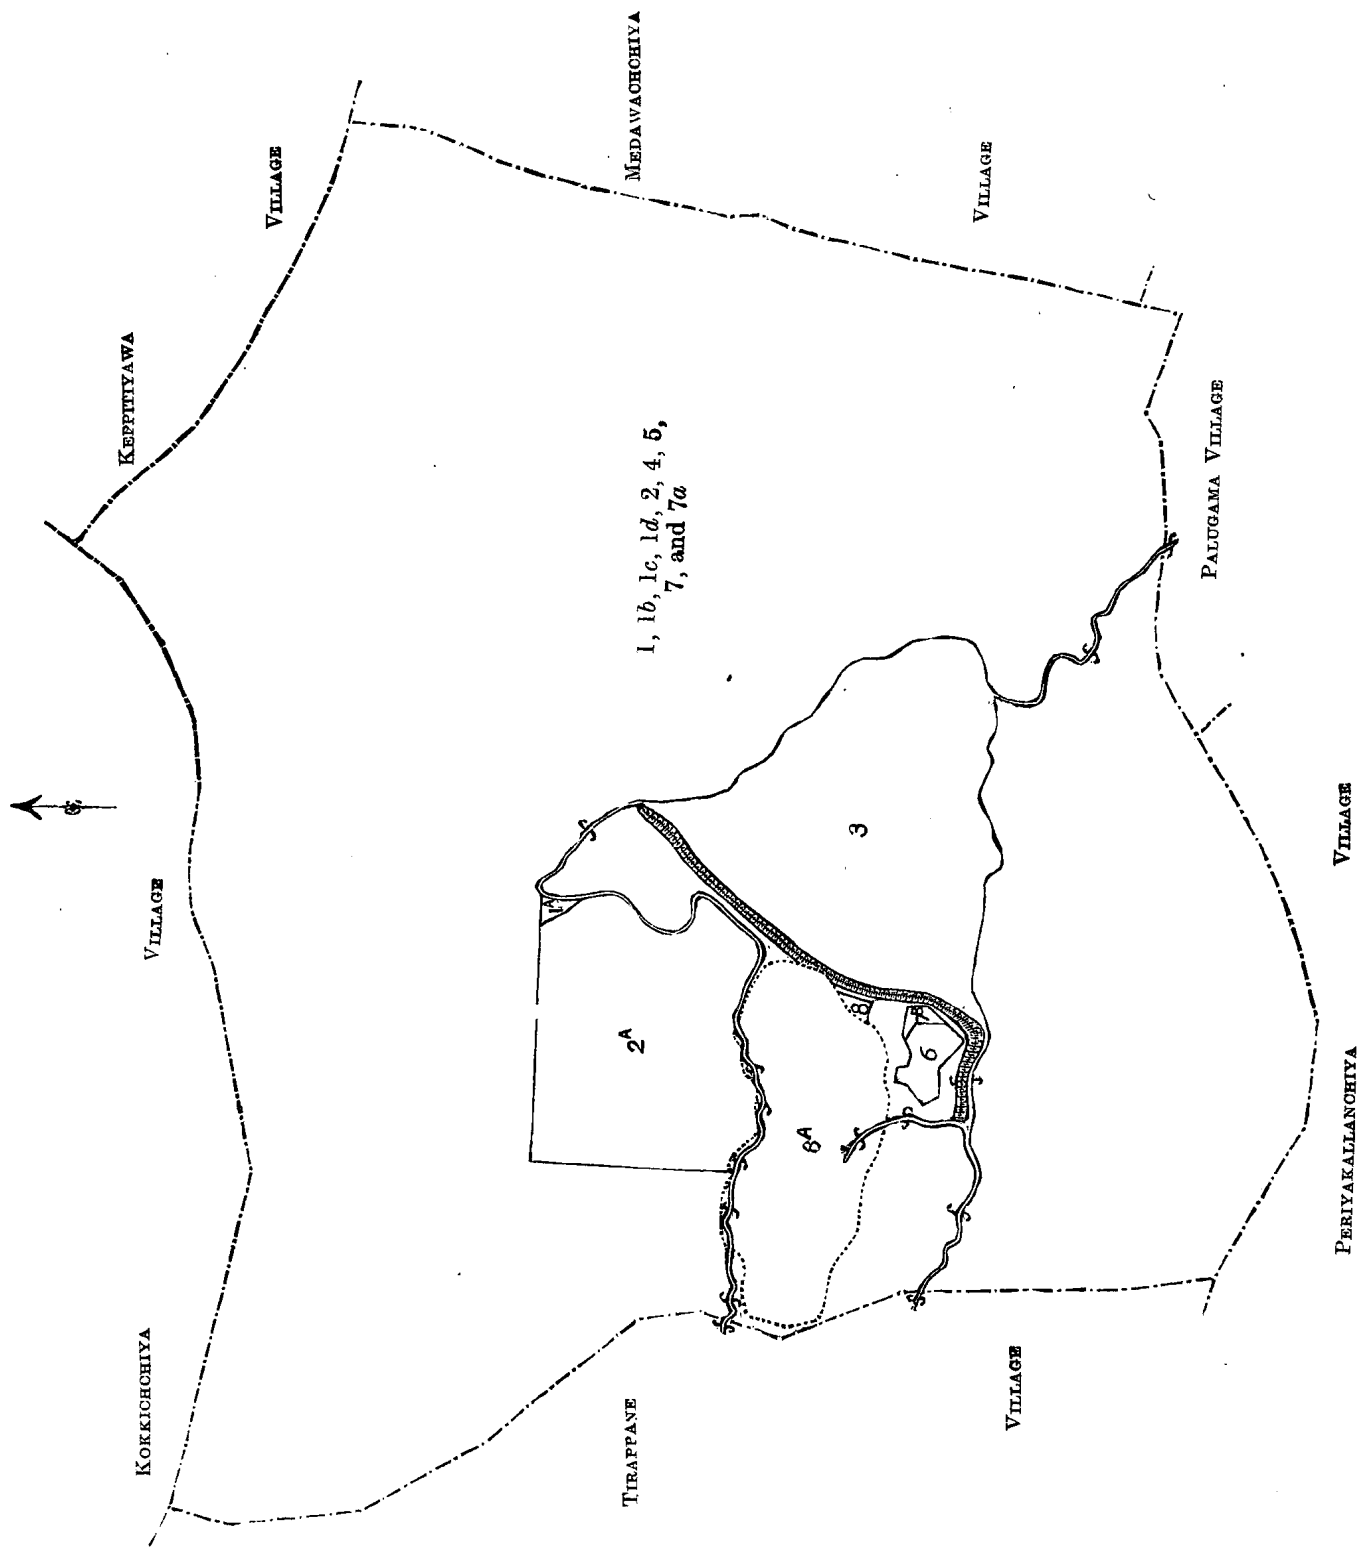 KOKKICHCHIYA
VILLAGE
KEPPITIYAWA
VILLAGE
MEDAWACHCHIYA
VILLAGE
TIRAPPANE
VILLAGE
PALUGAMA VILLAGE
PERIYAKALLANCHIYA
VILLAGE
1, 1b, 1c, 1d, 2, 4, 5,
7, and 7a
1A
2A
3
8
7B
6
8A